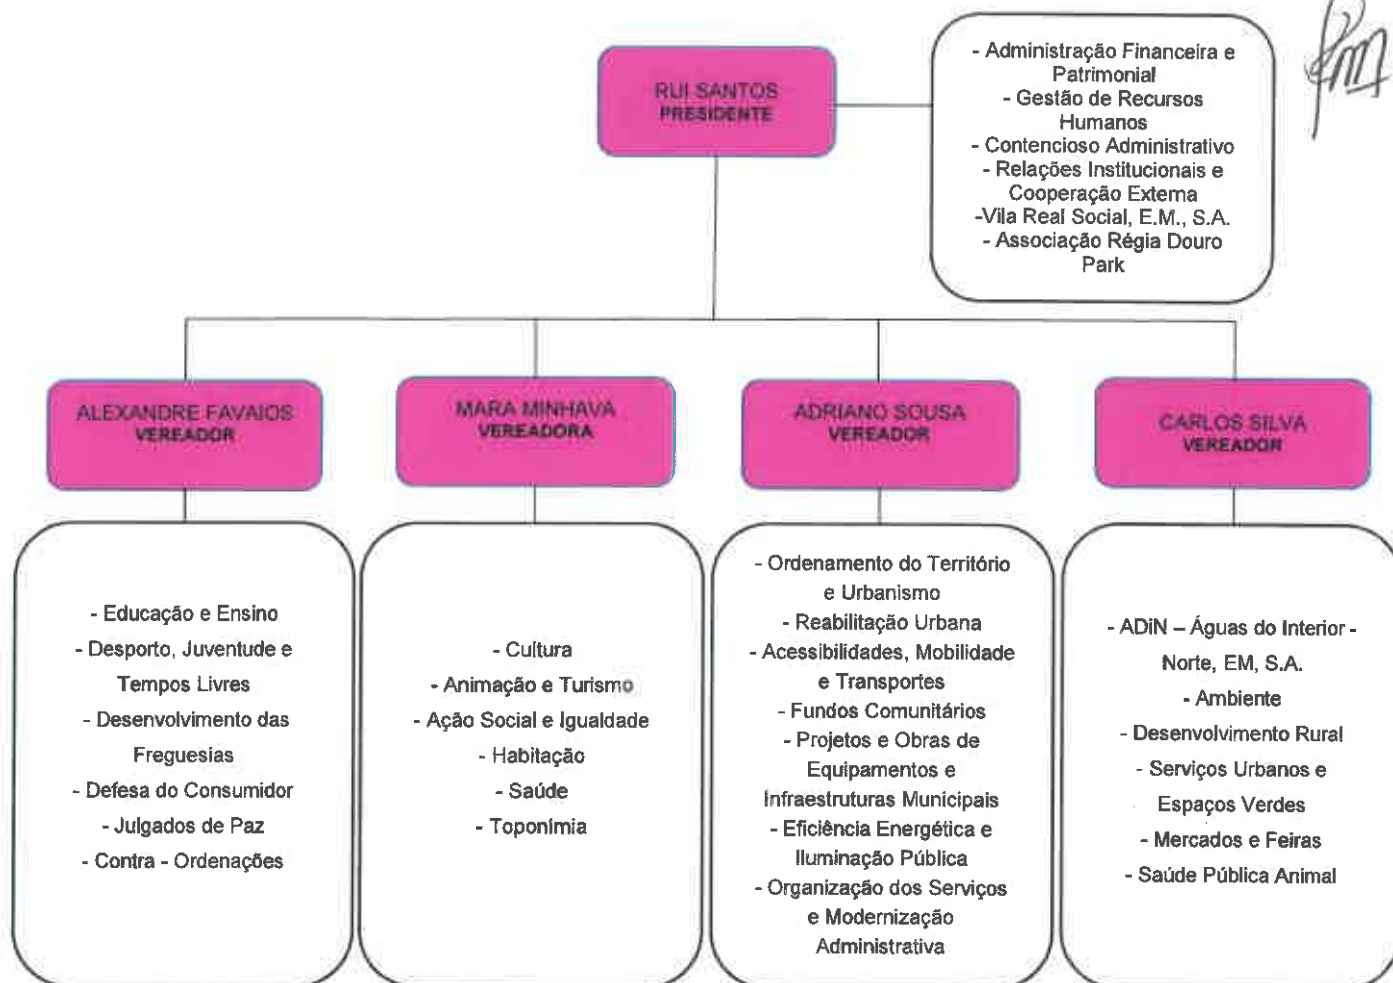 RUI SANTOS
PRESIDENTE
- Administração Financeira e
Patrimonial
- Gestão de Recursos
Humanos
- Contencioso Administrativo
- Relações Institucionais e
Cooperação Externa
-Vila Real Social, E.M., S.A.
- Associação Régia Douro
Park
ALEXANDRE FAVAIOS
VEREADOR
- Educação e Ensino
- Desporto, Juventude e
Tempos Livres
- Desenvolvimento das
Freguesias
- Defesa do Consumidor
- Julgados de Paz
- Contra - Ordenações
MARA MINHAVA
VEREADORA
- Cultura
- Animação e Turismo
- Ação Social e Igualdade
- Habitação
- Saúde
- Toponímia
ADRIANO SOUSA
VEREADOR
- Ordenamento do Território
e Urbanismo
- Reabilitação Urbana
- Acessibilidades, Mobilidade
e Transportes
- Fundos Comunitários
- Projetos e Obras de
Equipamentos e
Infraestruturas Municipais
- Eficiência Energética e
Iluminação Pública
- Organização dos Serviços
e Modernização
Administrativa
CARLOS SILVA
VEREADOR
- ADiN – Águas do Interior -
Norte, EM, S.A.
- Ambiente
- Desenvolvimento Rural
- Serviços Urbanos e
Espaços Verdes
- Mercados e Feiras
- Saúde Pública Animal